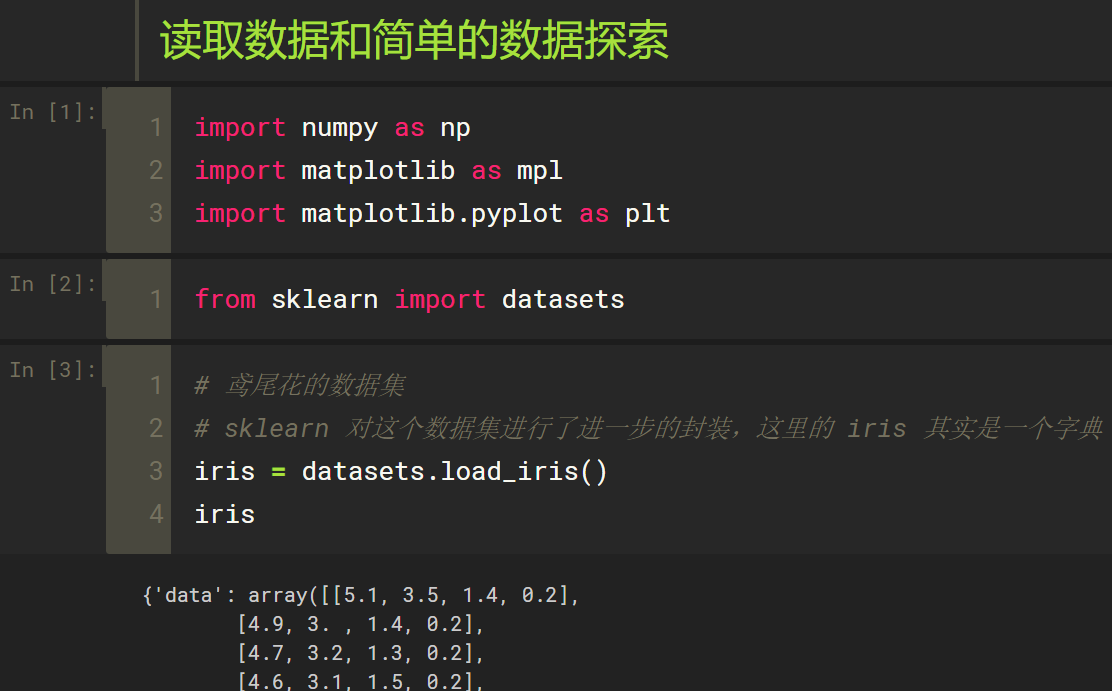 读取数据和简单的数据探索
In [1]:
1 import numpy as np
2 import matplotlib as mpl
3 import matplotlib.pyplot as plt
In [2]:
1 from sklearn import datasets
In [3]:
1 # 鸢尾花的数据集
2 # sklearn 对这个数据集进行了进一步的封装，这里的 iris 其实是一个字典
3 iris = datasets.load_iris()
4 iris
{'data': array([[5.1, 3.5, 1.4, 0.2],
[4.9, 3. , 1.4, 0.2],
[4.7, 3.2, 1.3, 0.2],
[4.6, 3.1, 1.5, 0.2],